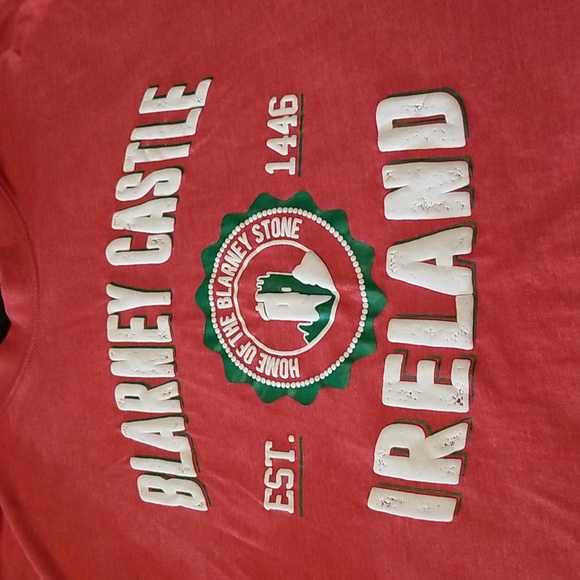 BLARNEY CASTLE
EST. 1446
HOME OF THE BLARNEY STONE
IRELAND